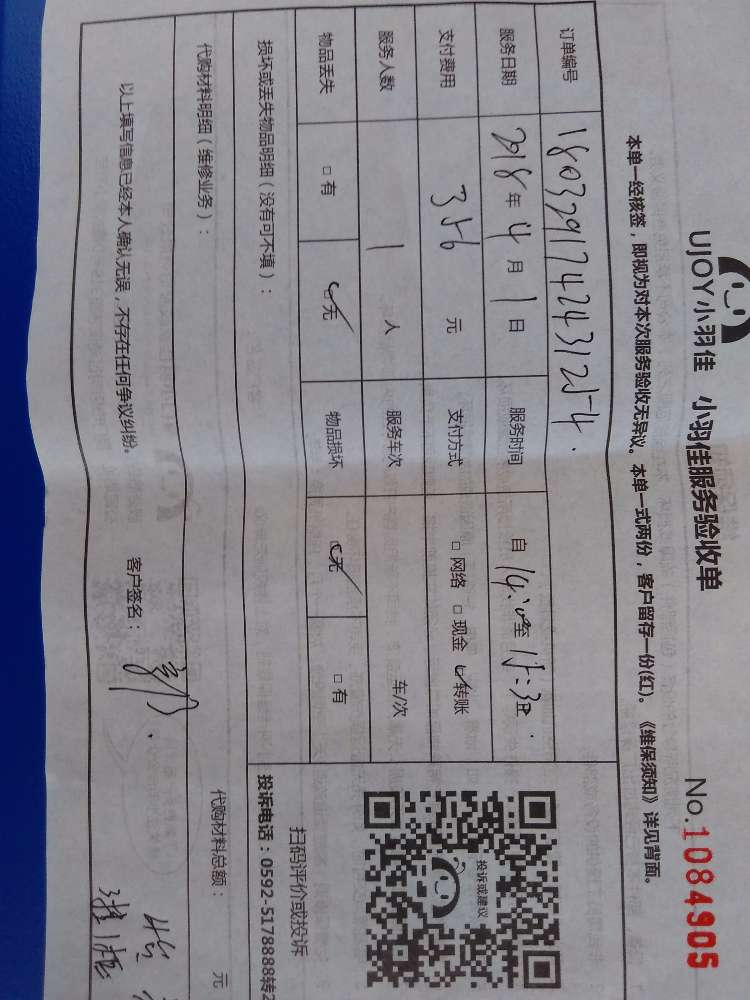 UJOY小羽佳 小羽佳服务验收单 No.1084905
本单一经核签，即视为对本次服务验收无异议。本单一式两份，客户留存一份(红)。《维保须知》详见背面。
订单编号 1803291742431254.
服务日期 2018年4月1日 服务时间 自14:00至15:30.
支付费用 356元 支付方式 □网络 □现金 ☑转账
服务人数 1人 服务车次 车/次
物品丢失 □有 ☑无 物品损坏 ☑无 □有
投诉或建议
损坏或丢失物品明细（没有可不填）：
扫码评价或投诉
投诉电话：0592-5178888转2
代购材料明细（维修业务）： 代购材料总额： 元
以上填写信息已经本人确认无误，不存在任何争议纠纷。 客户签名：